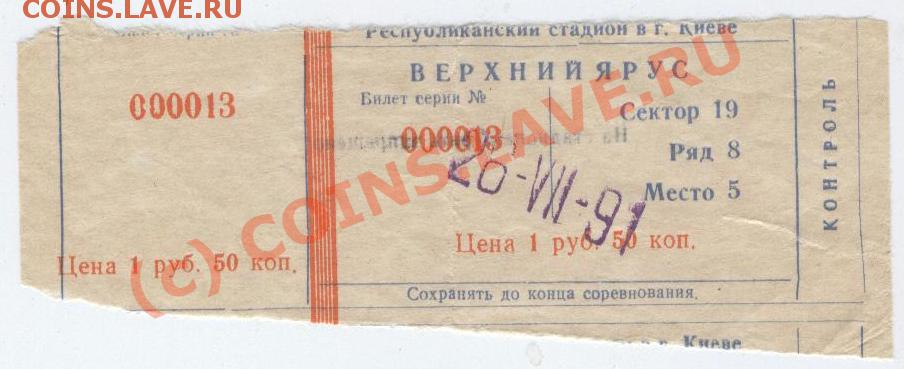 COINS.LAVE.RU
Республиканский стадион в г. Киеве
ВЕРХНИЙ ЯРУС
Билет серии №
000013
000013
Сектор 19
Ряд 8
Место 5
26-VII-91
Цена 1 руб. 50 коп.
Цена 1 руб. 50 коп.
Сохранять до конца соревнования.
КОНТРОЛЬ
г. Киеве
(c) COINS.LAVE.RU